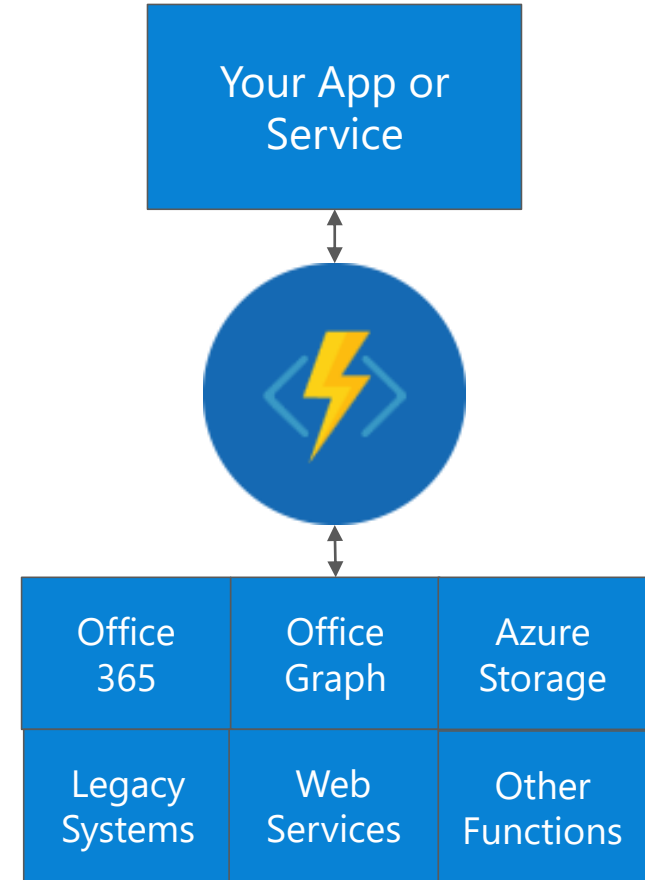 Your App or
Service
Office
365
Office
Graph
Azure
Storage
Legacy
Systems
Web
Services
Other
Functions